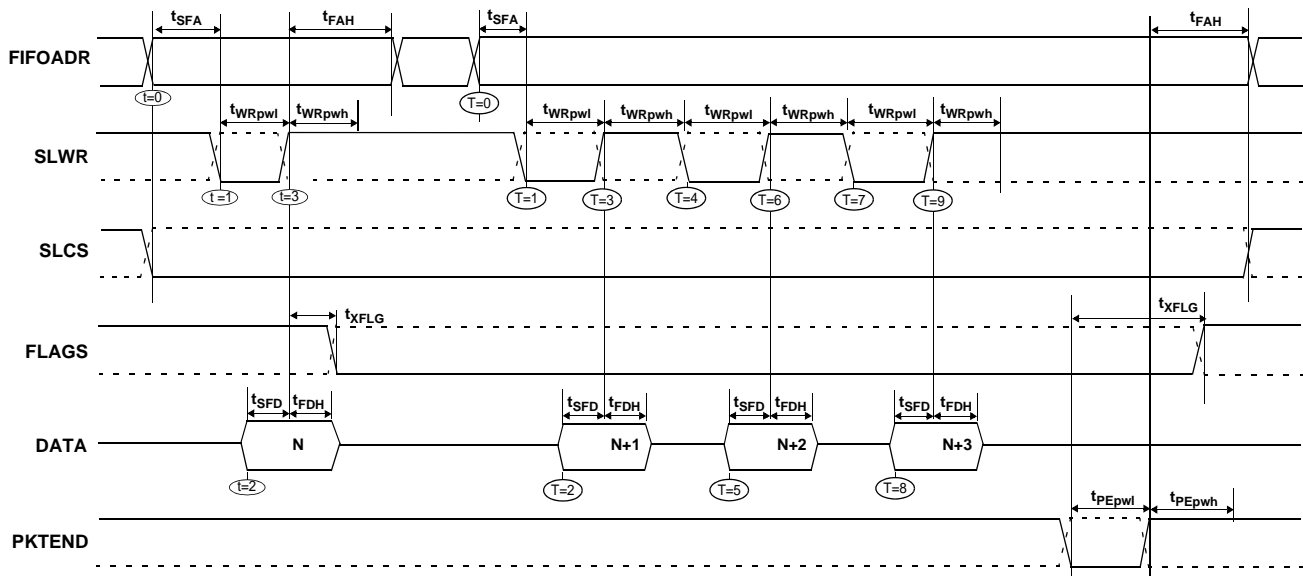 tSFA tFAH tSFA tFAH
FIFOADR
t=0 T=0
tWRpwl tWRpwh tWRpwl tWRpwh tWRpwl tWRpwh tWRpwl tWRpwh
SLWR
t =1 t=3 T=1 T=3 T=4 T=6 T=7 T=9
SLCS
tXFLG tXFLG
FLAGS
tSFD tFDH tSFD tFDH tSFD tFDH tSFD tFDH
DATA N N+1 N+2 N+3
t=2 T=2 T=5 T=8
tPEpwl tPEpwh
PKTEND